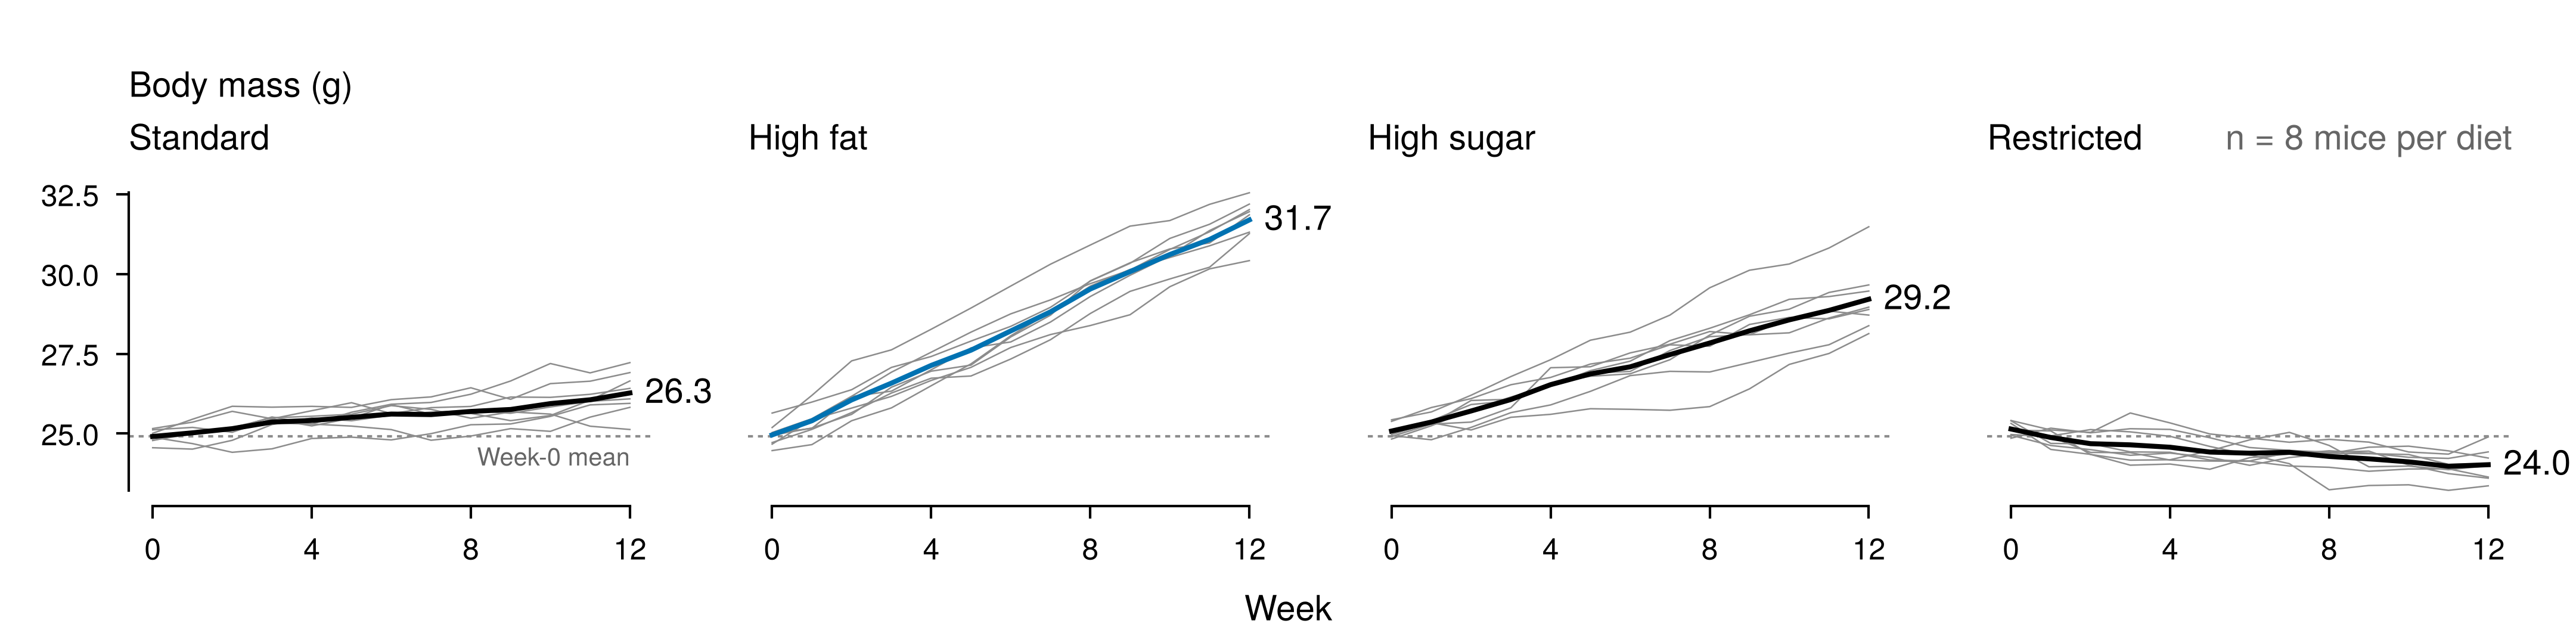 Body mass (g)
Standard
High fat
High sugar
Restricted
n = 8 mice per diet
32.5
30.0
27.5
25.0
31.7
29.2
26.3
24.0
Week-0 mean
0 4 8 12
0 4 8 12
0 4 8 12
0 4 8 12
Week